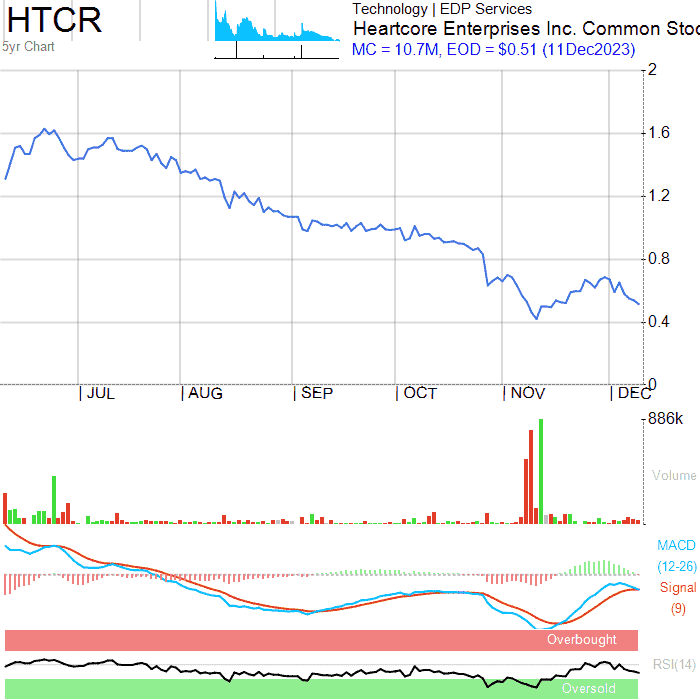 HTCR
5yr Chart
Technology | EDP Services
Heartcore Enterprises Inc. Common Stoc
MC = 10.7M, EOD = $0.51 (11Dec2023)
2
1.6
1.2
0.8
0.4
0
| JUL | AUG | SEP | OCT | NOV | DEC
886k
Volume
MACD
(12-26)
Signal
(9)
Overbought
RSI(14)
Oversold